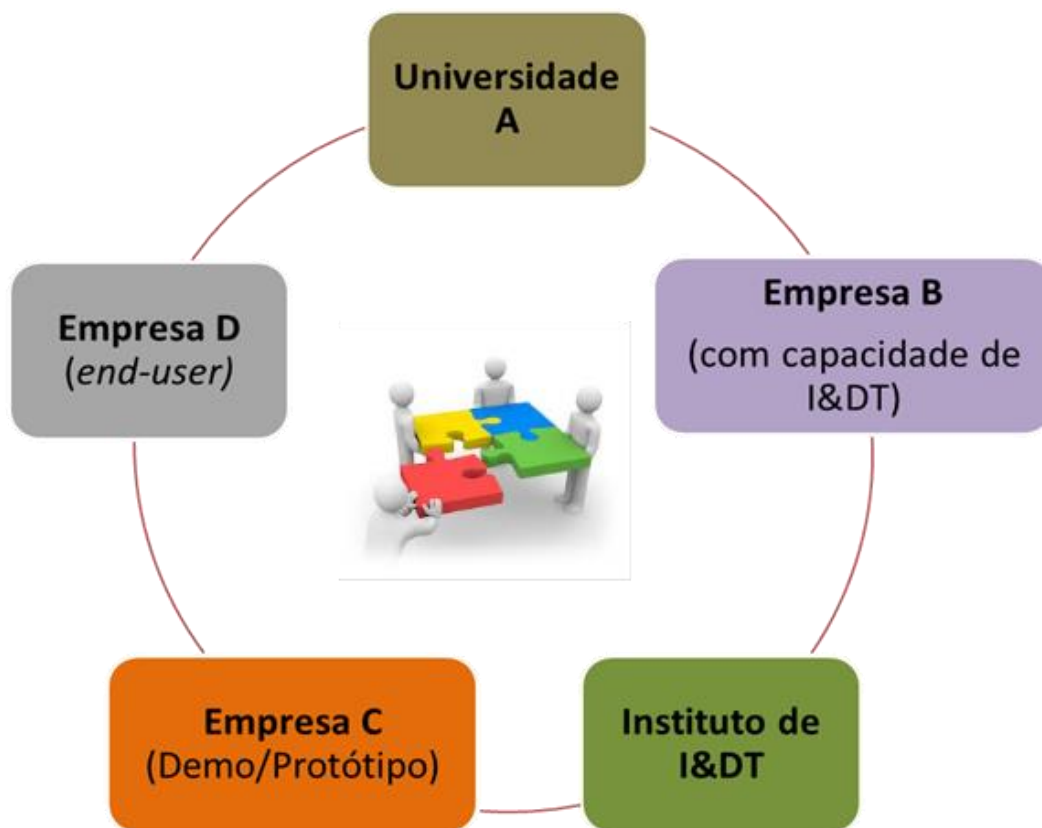 Universidade
A
Empresa B
(com capacidade de
I&DT)
Instituto de
I&DT
Empresa C
(Demo/Protótipo)
Empresa D
(end-user)